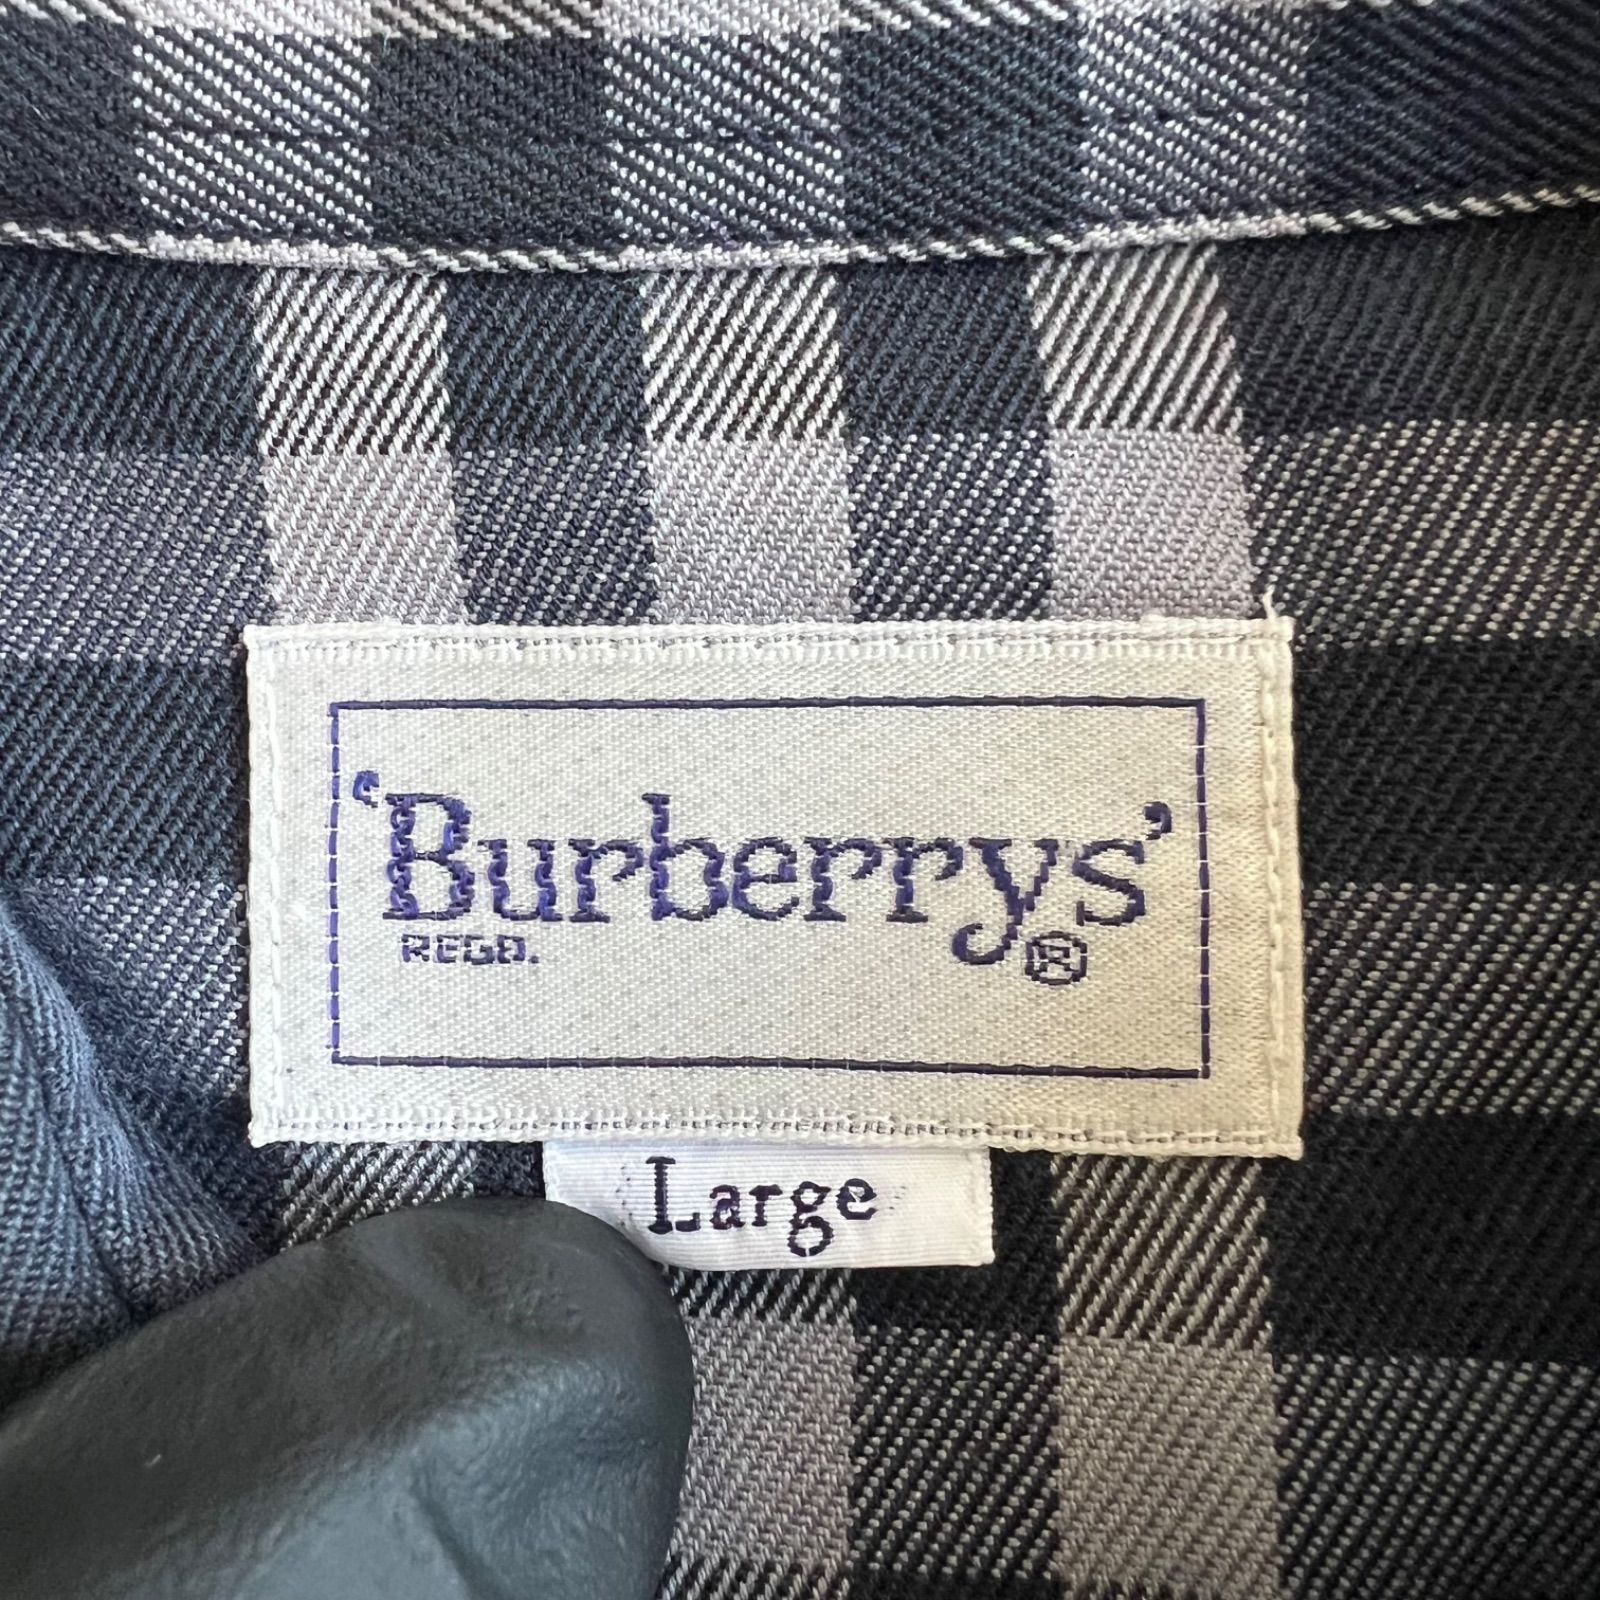 ‘Burberrys’
REGD. ®
Large